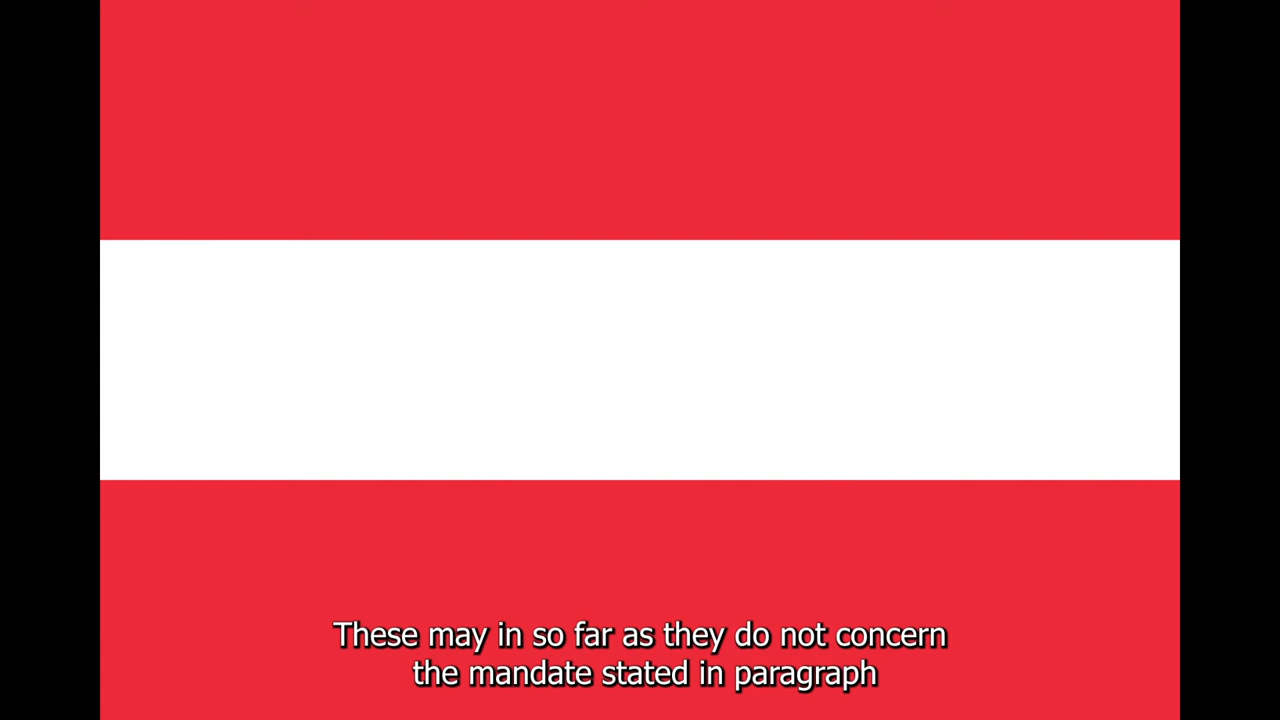 These may in so far as they do not concern
the mandate stated in paragraph